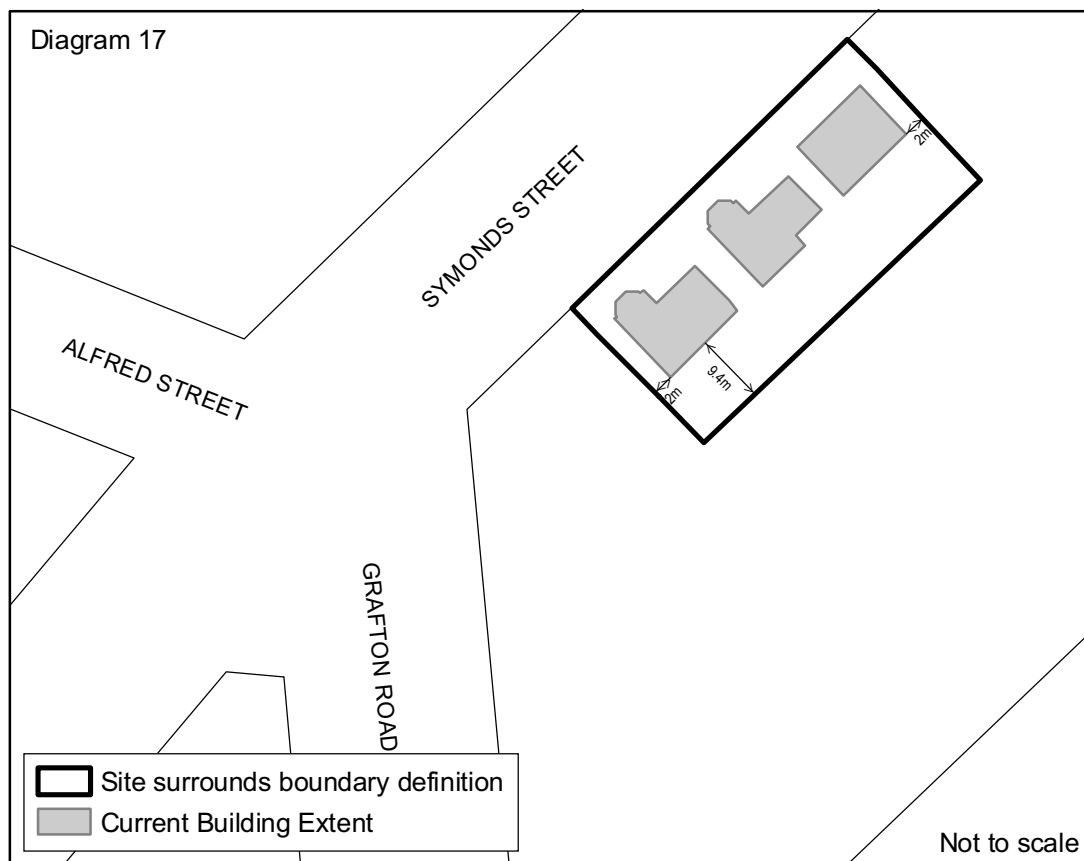 Diagram 17
SYMONDS STREET
2m
ALFRED STREET
9.4m
2m
GRAFTON ROAD
Site surrounds boundary definition
Current Building Extent
Not to scale